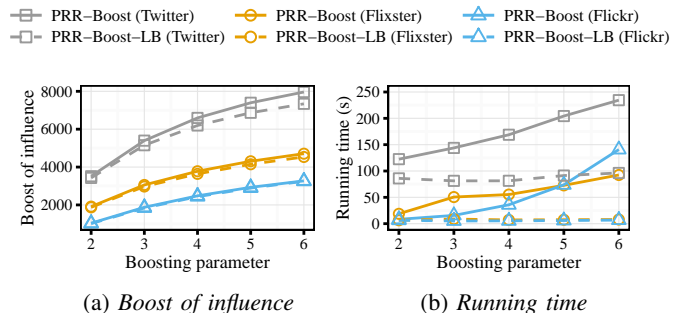 PRR−Boost (Twitter) PRR−Boost (Flixster) PRR−Boost (Flickr)
PRR−Boost−LB (Twitter) PRR−Boost−LB (Flixster) PRR−Boost−LB (Flickr)
Boost of influence
8000
6000
4000
2000
2 3 4 5 6
Boosting parameter
(a) Boost of influence
Running time (s)
250
200
150
100
50
0
2 3 4 5 6
Boosting parameter
(b) Running time